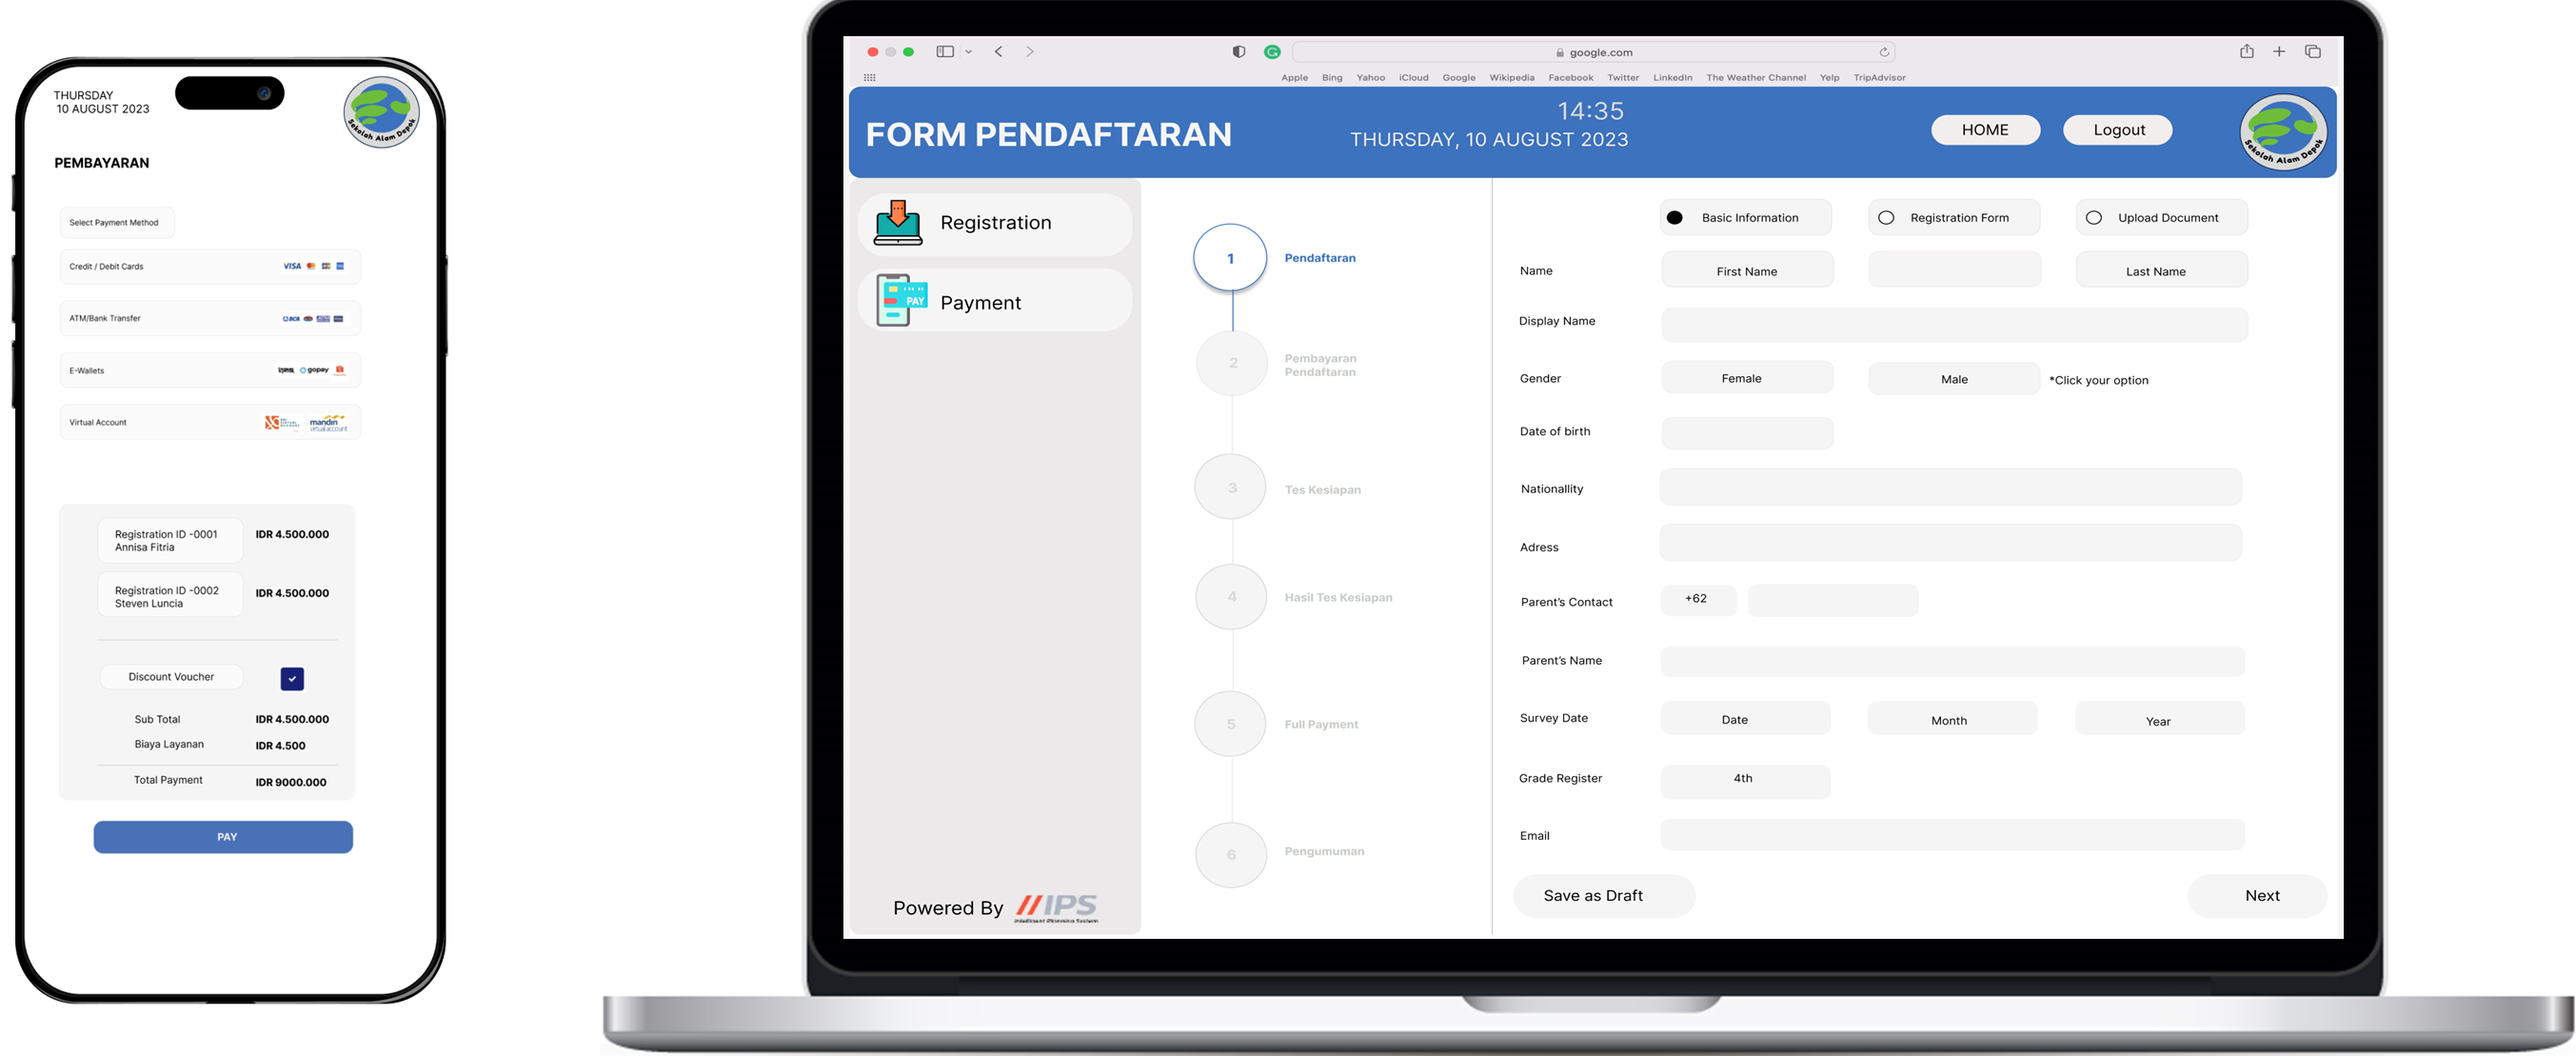 THURSDAY
10 AUGUST 2023
Sekolah Alam Depok
PEMBAYARAN
Select Payment Method
Credit / Debit Cards
VISA
ATM/Bank Transfer
BCA
E-Wallets
gopay
Virtual Account
mandiri
virtual account
Registration ID -0001
Annisa Fitria
IDR 4.500.000
Registration ID -0002
Steven Luncia
IDR 4.500.000
Discount Voucher
Sub Total
IDR 4.500.000
Biaya Layanan
IDR 4.500
Total Payment
IDR 9000.000
PAY
google.com
Apple Bing Yahoo iCloud Google Wikipedia Facebook Twitter LinkedIn The Weather Channel Yelp TripAdvisor
FORM PENDAFTARAN
14:35
THURSDAY, 10 AUGUST 2023
HOME
Logout
Sekolah Alam Depok
Registration
PAY
Payment
Powered By
IPS
Intelligent Planning System
1
Pendaftaran
2
Pembayaran
Pendaftaran
3
Tes Kesiapan
4
Hasil Tes Kesiapan
5
Full Payment
6
Pengumuman
Basic Information
Registration Form
Upload Document
Name
First Name
Last Name
Display Name
Gender
Female
Male
*Click your option
Date of birth
Nationallity
Adress
Parent's Contact
+62
Parent's Name
Survey Date
Date
Month
Year
Grade Register
4th
Email
Save as Draft
Next